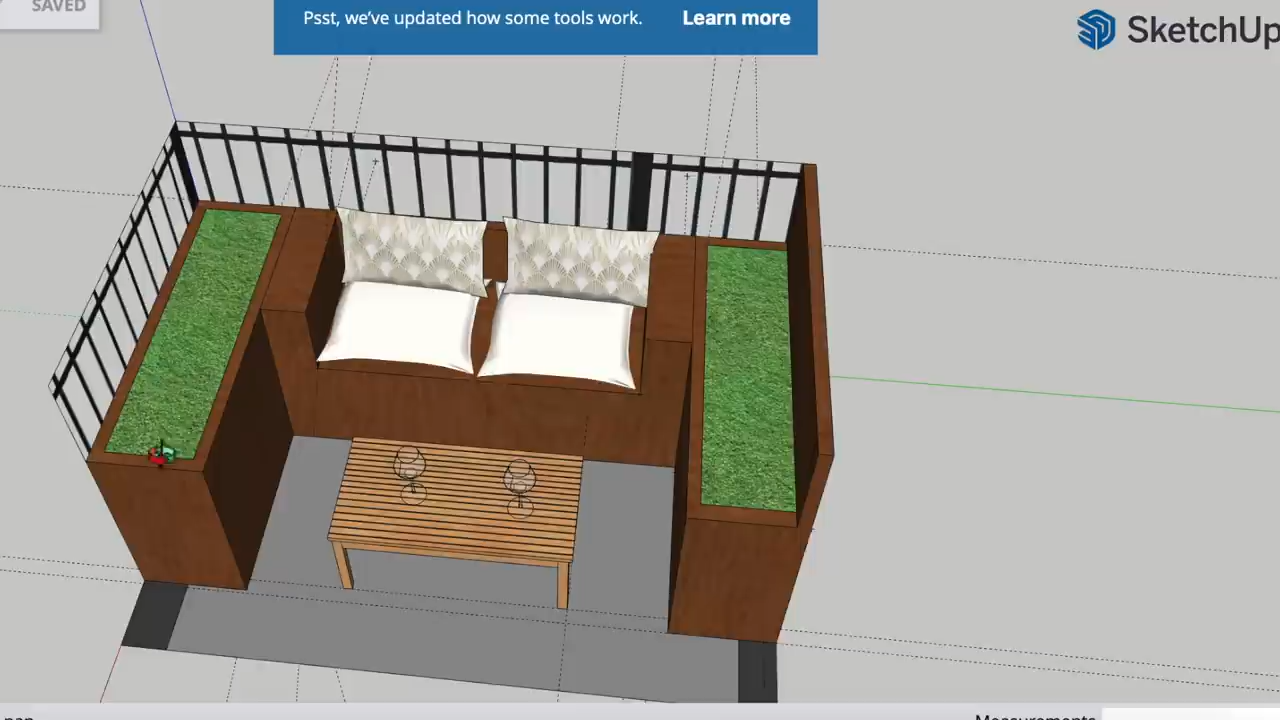 SAVED
Psst, we've updated how some tools work. Learn more
SketchUp
Measurements